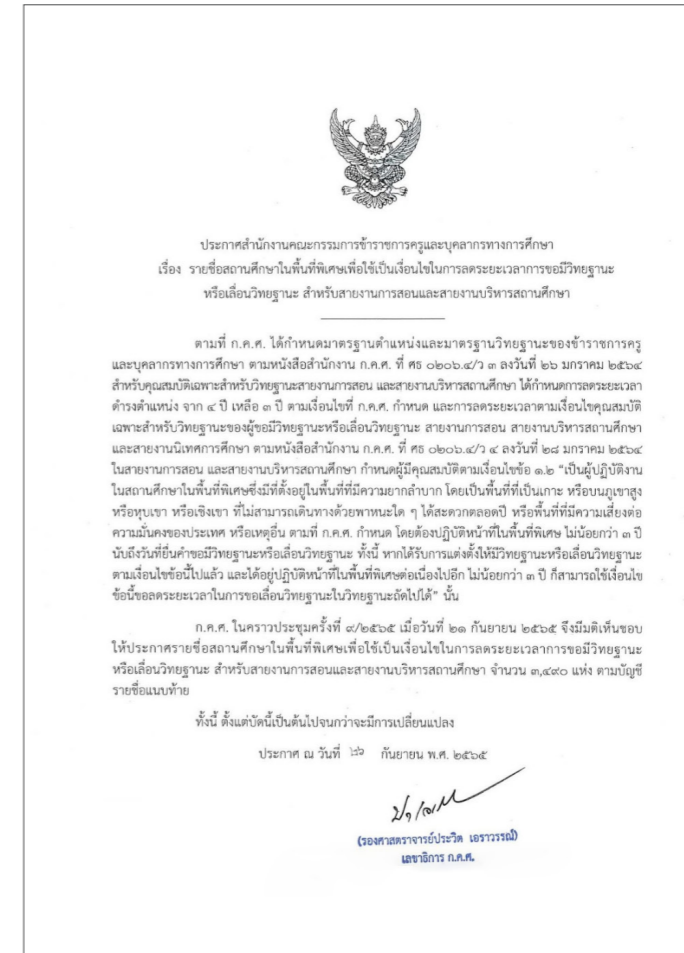 ประกาศสำนักงานคณะกรรมการข้าราชการครูและบุคลากรทางการศึกษา
เรื่อง รายชื่อสถานศึกษาในพื้นที่พิเศษเพื่อใช้เป็นเงื่อนไขในการลดระยะเวลาการขอมีวิทยฐานะ
หรือเลื่อนวิทยฐานะ สำหรับสายงานการสอนและสายงานบริหารสถานศึกษา
ตามที่ ก.ค.ศ. ได้กำหนดมาตรฐานตำแหน่งและมาตรฐานวิทยฐานะของข้าราชการครู
และบุคลากรทางการศึกษา ตามหนังสือสำนักงาน ก.ค.ศ. ที่ ศธ ๐๒๐๖.๔/ว ๓ ลงวันที่ ๒๖ มกราคม ๒๕๖๔
สำหรับคุณสมบัติเฉพาะสำหรับวิทยฐานะสายงานการสอน และสายงานบริหารสถานศึกษา ได้กำหนดการลดระยะเวลา
ดำรงตำแหน่ง จาก ๔ ปี เหลือ ๓ ปี ตามเงื่อนไขที่ ก.ค.ศ. กำหนด และการลดระยะเวลาตามเงื่อนไขคุณสมบัติ
เฉพาะสำหรับวิทยฐานะของผู้ขอมีวิทยฐานะหรือเลื่อนวิทยฐานะ สายงานการสอน สายงานบริหารสถานศึกษา
และสายงานนิเทศการศึกษา ตามหนังสือสำนักงาน ก.ค.ศ. ที่ ศธ ๐๒๐๖.๔/ว ๔ ลงวันที่ ๒๘ มกราคม ๒๕๖๔
ในสายงานการสอน และสายงานบริหารสถานศึกษา กำหนดผู้มีคุณสมบัติตามเงื่อนไขข้อ ๑.๒ "เป็นผู้ปฏิบัติงาน
ในสถานศึกษาในพื้นที่พิเศษซึ่งมีที่ตั้งอยู่ในพื้นที่ที่มีความยากลำบาก โดยเป็นพื้นที่ที่เป็นเกาะ หรือบนภูเขาสูง
หรือหุบเขา หรือเชิงเขา ที่ไม่สามารถเดินทางด้วยพาหนะใด ๆ ได้สะดวกตลอดปี หรือพื้นที่ที่มีความเสี่ยงต่อ
ความมั่นคงของประเทศ หรือเหตุอื่น ตามที่ ก.ค.ศ. กำหนด โดยต้องปฏิบัติหน้าที่ในพื้นที่พิเศษ ไม่น้อยกว่า ๓ ปี
นับถึงวันที่ยื่นคำขอมีวิทยฐานะหรือเลื่อนวิทยฐานะ ทั้งนี้ หากได้รับการแต่งตั้งให้มีวิทยฐานะหรือเลื่อนวิทยฐานะ
ตามเงื่อนไขข้อนี้ไปแล้ว และได้อยู่ปฏิบัติหน้าที่ในพื้นที่พิเศษต่อเนื่องไปอีก ไม่น้อยกว่า ๓ ปี ก็สามารถใช้เงื่อนไข
ข้อนี้ขอลดระยะเวลาในการขอเลื่อนวิทยฐานะในวิทยฐานะถัดไปได้" นั้น
ก.ค.ศ. ในคราวประชุมครั้งที่ ๙/๒๕๖๕ เมื่อวันที่ ๒๑ กันยายน ๒๕๖๕ จึงมีมติเห็นชอบ
ให้ประกาศรายชื่อสถานศึกษาในพื้นที่พิเศษเพื่อใช้เป็นเงื่อนไขในการลดระยะเวลาการขอมีวิทยฐานะ
หรือเลื่อนวิทยฐานะ สำหรับสายงานการสอนและสายงานบริหารสถานศึกษา จำนวน ๓,๔๙๐ แห่ง ตามบัญชี
รายชื่อแนบท้าย
ทั้งนี้ ตั้งแต่บัดนี้เป็นต้นไปจนกว่าจะมีการเปลี่ยนแปลง
ประกาศ ณ วันที่ ๒๖ กันยายน พ.ศ. ๒๕๖๕
(รองศาสตราจารย์ประวิต เอราวรรณ์)
เลขาธิการ ก.ค.ศ.